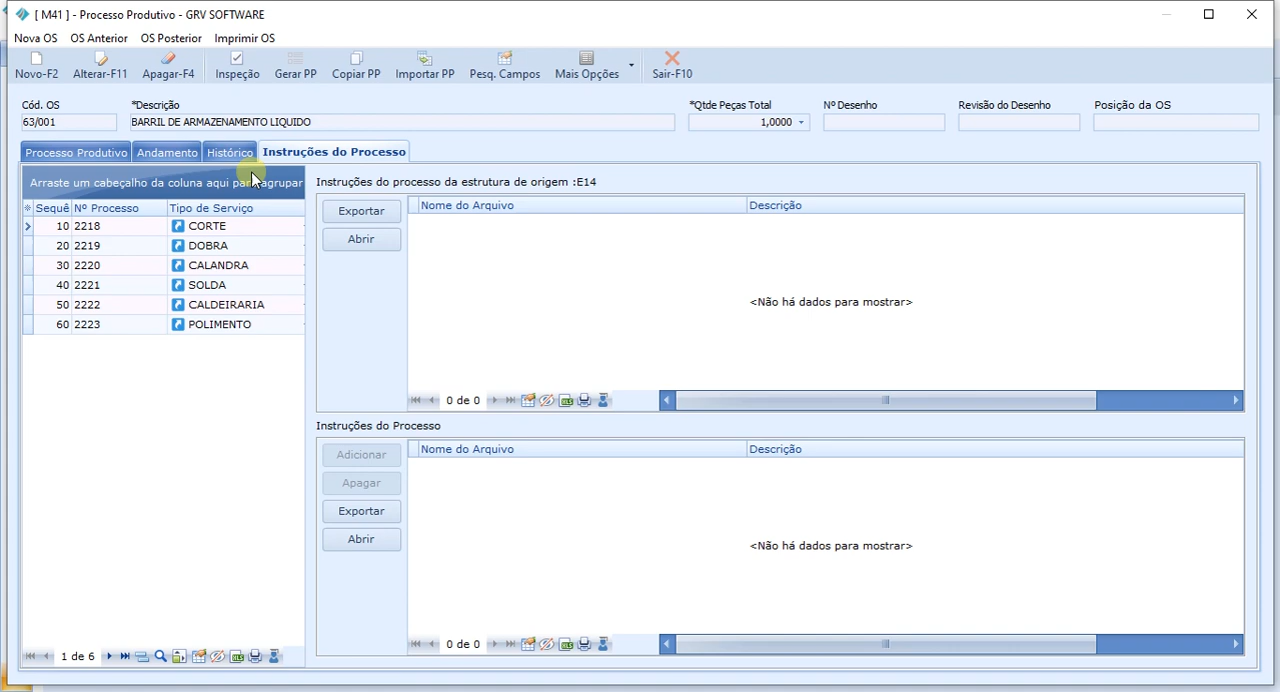 [ M41 ] - Processo Produtivo - GRV SOFTWARE
Nova OS OS Anterior OS Posterior Imprimir OS
Novo-F2 Alterar-F11 Apagar-F4 Inspeção Gerar PP Copiar PP Importar PP Pesq. Campos Mais Opções Sair-F10
Cód. OS *Descrição *Qtde Peças Total Nº Desenho Revisão do Desenho Posição da OS
63/001 BARRIL DE ARMAZENAMENTO LIQUIDO 1,0000
Processo Produtivo Andamento Histórico Instruções do Processo
Arraste um cabeçalho da coluna aqui para agrupar
Sequê Nº Processo Tipo de Serviço
10 2218 CORTE
20 2219 DOBRA
30 2220 CALANDRA
40 2221 SOLDA
50 2222 CALDEIRARIA
60 2223 POLIMENTO
1 de 6
Instruções do processo da estrutura de origem :E14
Exportar
Abrir
Nome do Arquivo Descrição
<Não há dados para mostrar>
0 de 0
XLS
Instruções do Processo
Adicionar
Apagar
Exportar
Abrir
Nome do Arquivo Descrição
<Não há dados para mostrar>
0 de 0